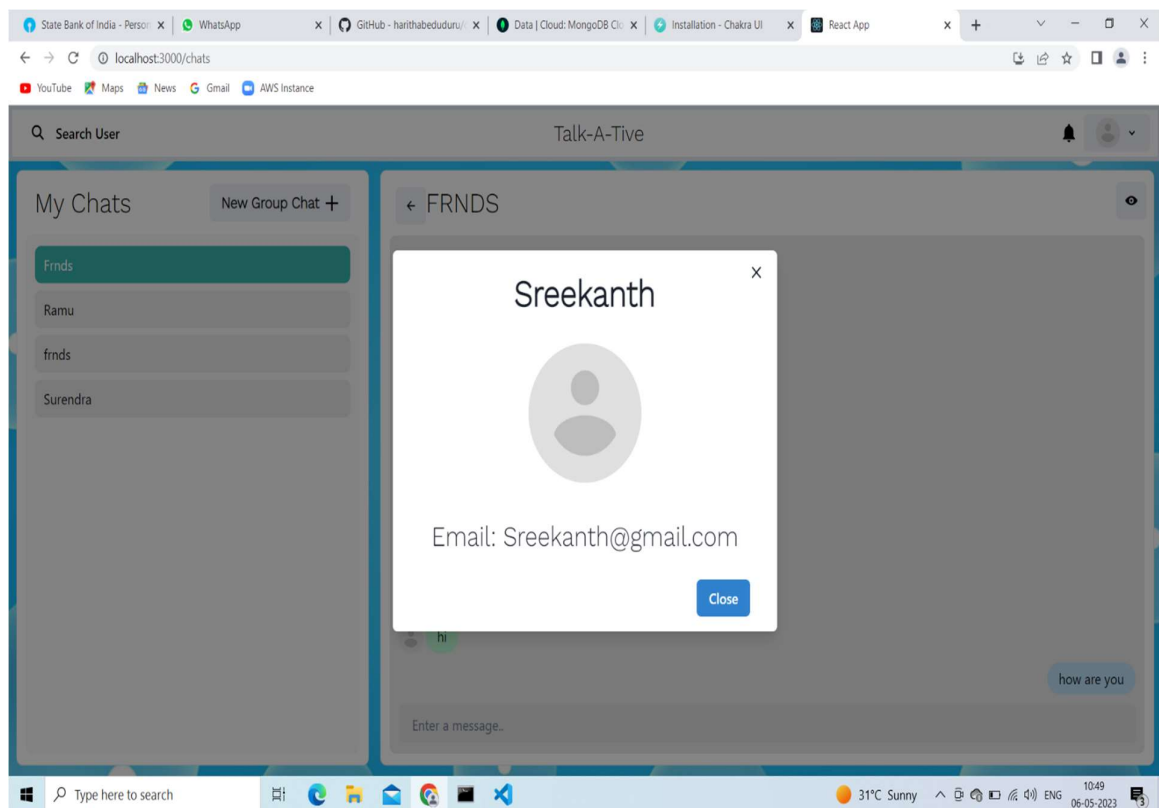 State Bank of India - Person
WhatsApp
GitHub - harithabeduduru/
Data | Cloud: MongoDB Clo
Installation - Chakra UI
React App
localhost:3000/chats
YouTube Maps News Gmail AWS Instance
Search User
Talk-A-Tive
My Chats
New Group Chat +
FRNDS
Frnds
Ramu
frnds
Surendra
Sreekanth
Email: Sreekanth@gmail.com
Close
hi
how are you
Enter a message..
Type here to search
31°C Sunny
ENG
10:49
06-05-2023
3